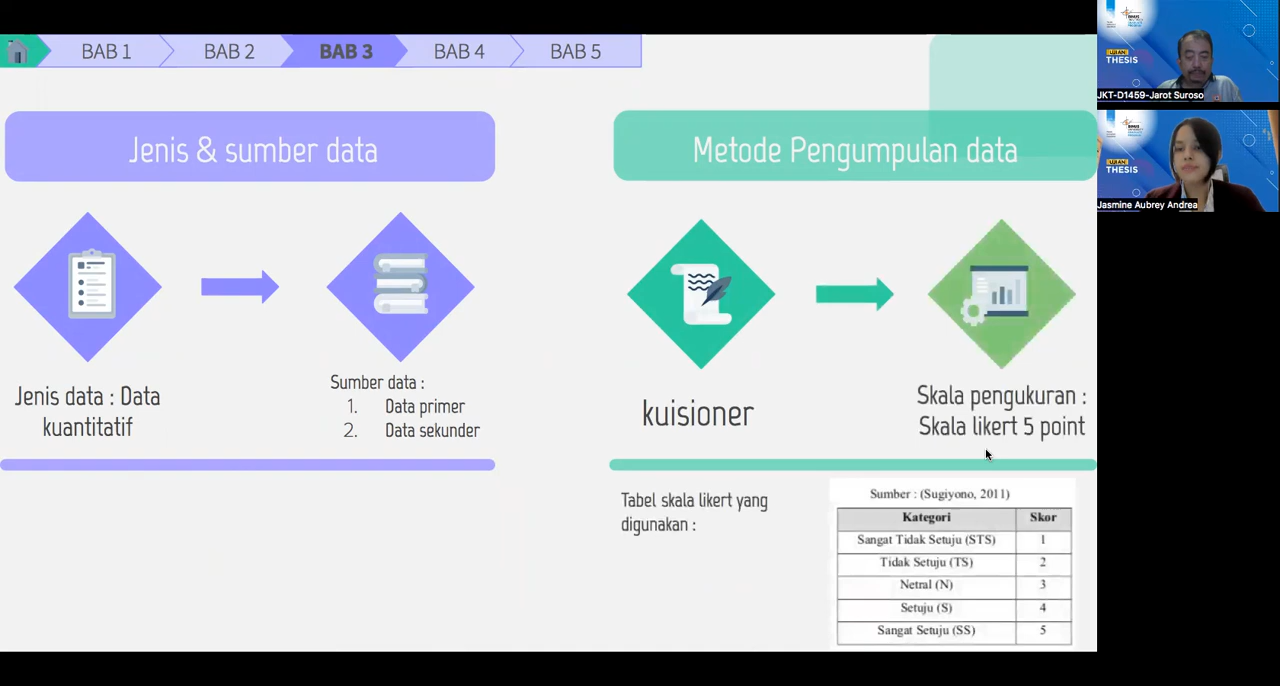 BAB 1
BAB 2
BAB 3
BAB 4
BAB 5
Jenis & sumber data
Metode Pengumpulan data
Jenis data : Data
kuantitatif
Sumber data :
1. Data primer
2. Data sekunder
kuisioner
Skala pengukuran :
Skala likert 5 point
Tabel skala likert yang
digunakan :
Sumber : (Sugiyono, 2011)
Kategori Skor
Sangat Tidak Setuju (STS) 1
Tidak Setuju (TS) 2
Netral (N) 3
Setuju (S) 4
Sangat Setuju (SS) 5
UJIAN
THESIS
JKT-D1459-Jarot Suroso
UJIAN
THESIS
Jasmine Aubrey Andrea